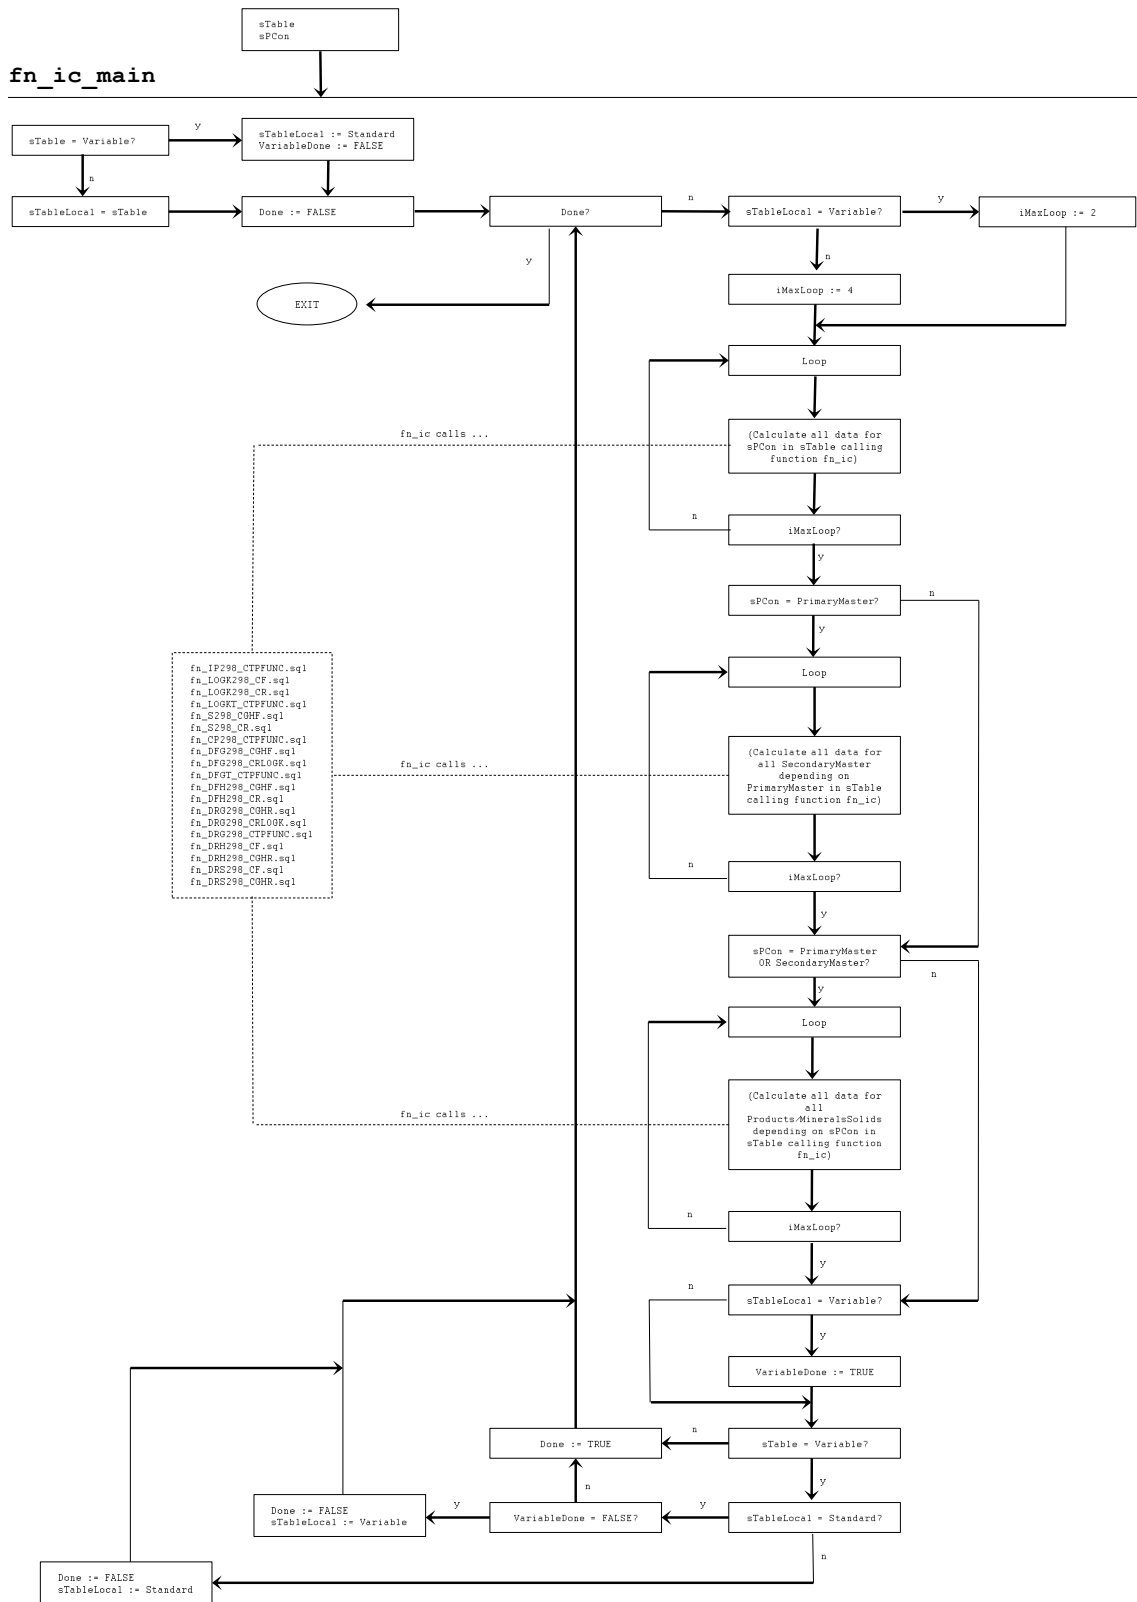 sTable
sPCon
fn_ic_main
sTable = Variable?
y
sTableLocal := Standard
VariableDone := FALSE
n
sTableLocal = sTable
Done := FALSE
Done?
n
sTableLocal = Variable?
y
iMaxLoop := 2
y
n
EXIT
iMaxLoop := 4
Loop
fn_ic calls ...
(Calculate all data for
sPCon in sTable calling
function fn_ic)
n
iMaxLoop?
y
sPCon = PrimaryMaster?
n
y
Loop
fn_IP298_CTPFUNC.sql
fn_LOGK298_CF.sql
fn_LOGK298_CR.sql
fn_LOGKT_CTPFUNC.sql
fn_S298_CGHF.sql
fn_S298_CR.sql
fn_CP298_CTPFUNC.sql
fn_DFG298_CGHF.sql
fn_DFG298_CRLOGK.sql
fn_DFGT_CTPFUNC.sql
fn_DFH298_CGHF.sql
fn_DFH298_CR.sql
fn_DRG298_CGHR.sql
fn_DRG298_CRLOGK.sql
fn_DRG298_CTPFUNC.sql
fn_DRH298_CF.sql
fn_DRH298_CGHR.sql
fn_DRS298_CF.sql
fn_DRS298_CGHR.sql
fn_ic calls ...
(Calculate all data for
all SecondaryMaster
depending on
PrimaryMaster in sTable
calling function fn_ic)
n
iMaxLoop?
y
sPCon = PrimaryMaster
OR SecondaryMaster?
n
y
Loop
fn_ic calls ...
(Calculate all data for
all
Products/MineralsSolids
depending on sPCon in
sTable calling function
fn_ic)
n
iMaxLoop?
y
n
sTableLocal = Variable?
y
VariableDone := TRUE
Done := TRUE
n
sTable = Variable?
n
y
Done := FALSE
sTableLocal := Variable
y
VariableDone = FALSE?
y
sTableLocal = Standard?
n
Done := FALSE
sTableLocal := Standard